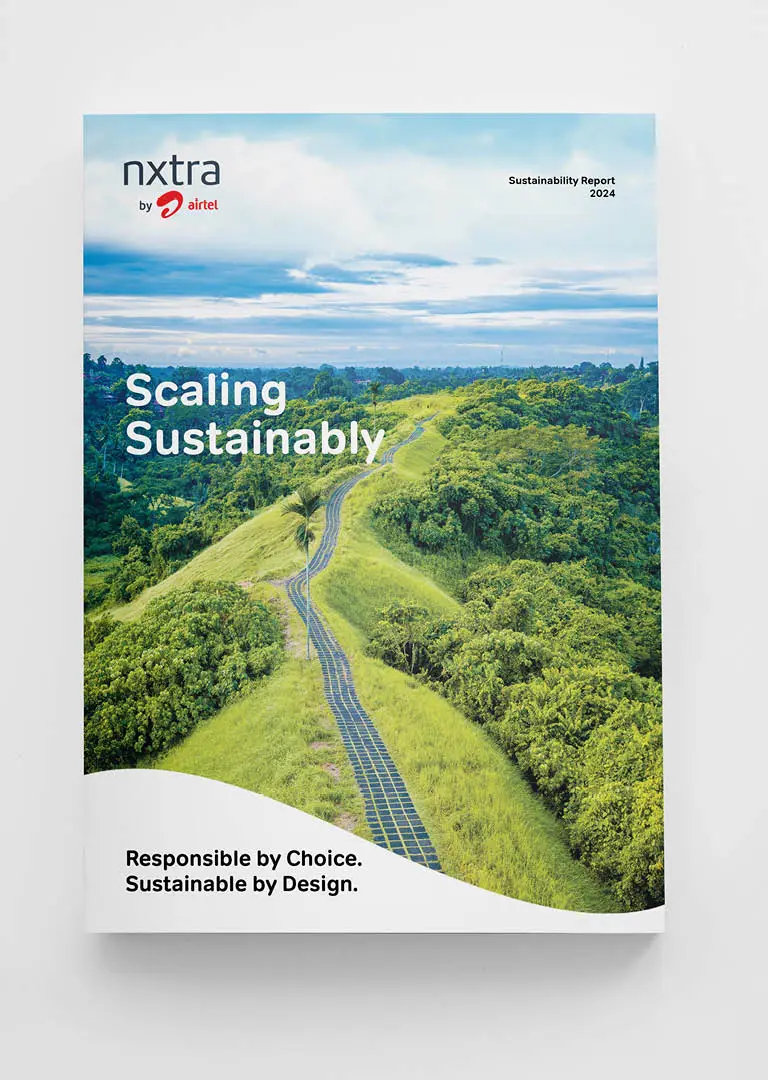 nxtra
by airtel
Sustainability Report
2024
Scaling
Sustainably
Responsible by Choice.
Sustainable by Design.